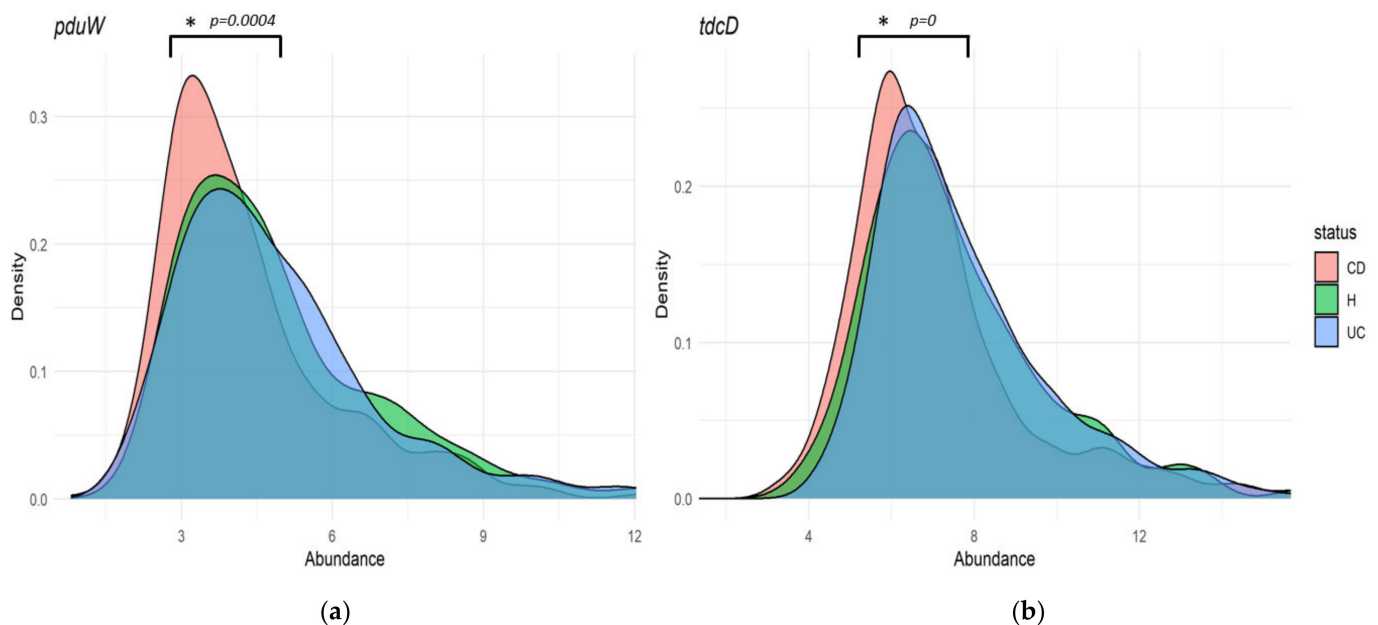 pduW
* p=0.0004
0.3
0.2
0.1
0.0
Density
3 6 9 12
Abundance
(a)
tdcD
* p=0
0.2
0.1
0.0
Density
4 8 12
Abundance
(b)
status
CD
H
UC